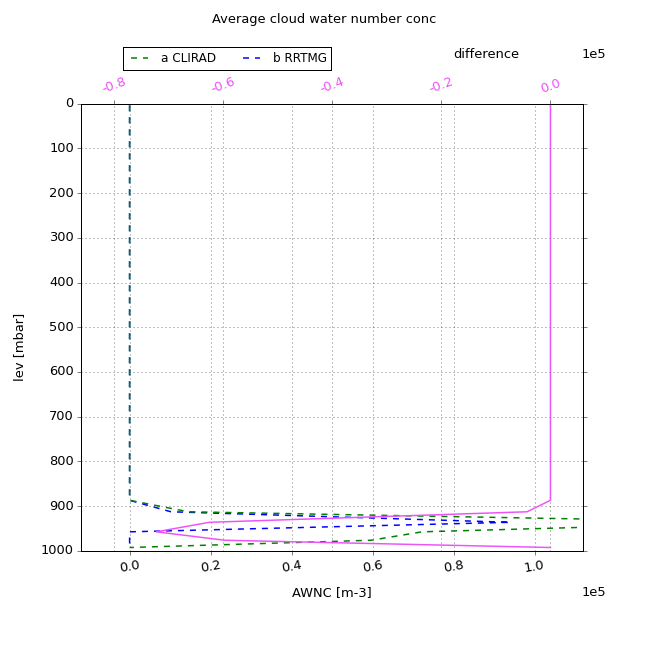 Average cloud water number conc
a CLIRAD b RRTMG
difference 1e5
-0.8 -0.6 -0.4 -0.2 0.0
0
100
200
300
400
500
600
700
800
900
1000
lev [mbar]
0.0 0.2 0.4 0.6 0.8 1.0
AWNC [m-3] 1e5